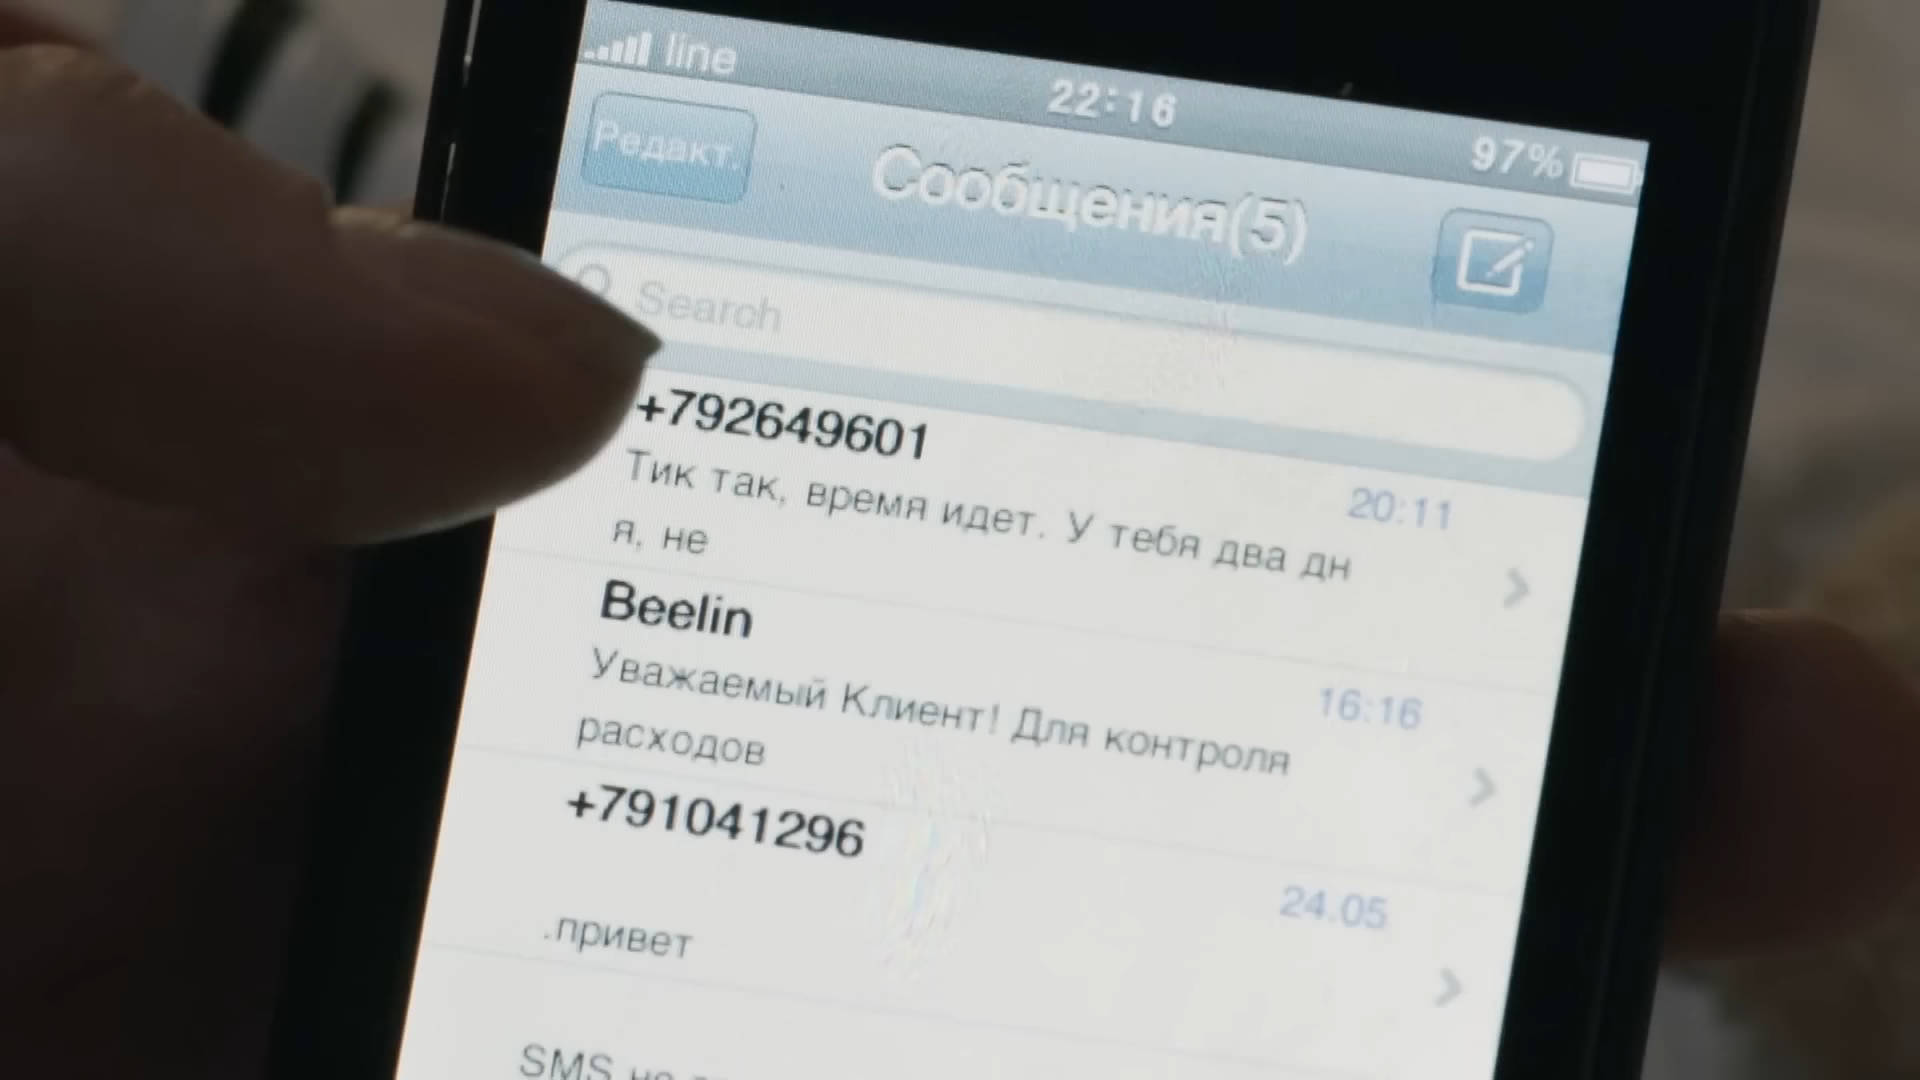 line
22:16
97%
Редакт.
Сообщения(5)
Search
+792649601
20:11
Тик так, время идет. У тебя два дн
я, не
Beelin
16:16
Уважаемый Клиент! Для контроля
расходов
+791041296
24.05
.привет
SMS